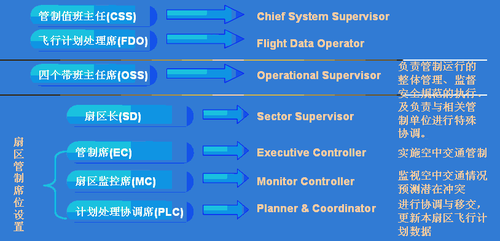 管制值班主任(CSS) Chief System Supervisor
飞行计划处理席(FDO) Flight Data Operator
两个带班主任席(OSS) Operational Supervisor
负责管制运行的
整体管理、监督
安全规范的执行
及负责与相关管
制单位进行特殊
协调。
扇区长(SD) Sector Supervisor
扇区管制席位设置
管制席(EC) Executive Controller 实施空中交通管制
扇区监控席(MC) Monitor Controller
监视空中交通情况
预测潜在冲突
计划处理协调席(PLC) Planner & Coordinator
进行协调与移交，
更新本扇区飞行计
划数据